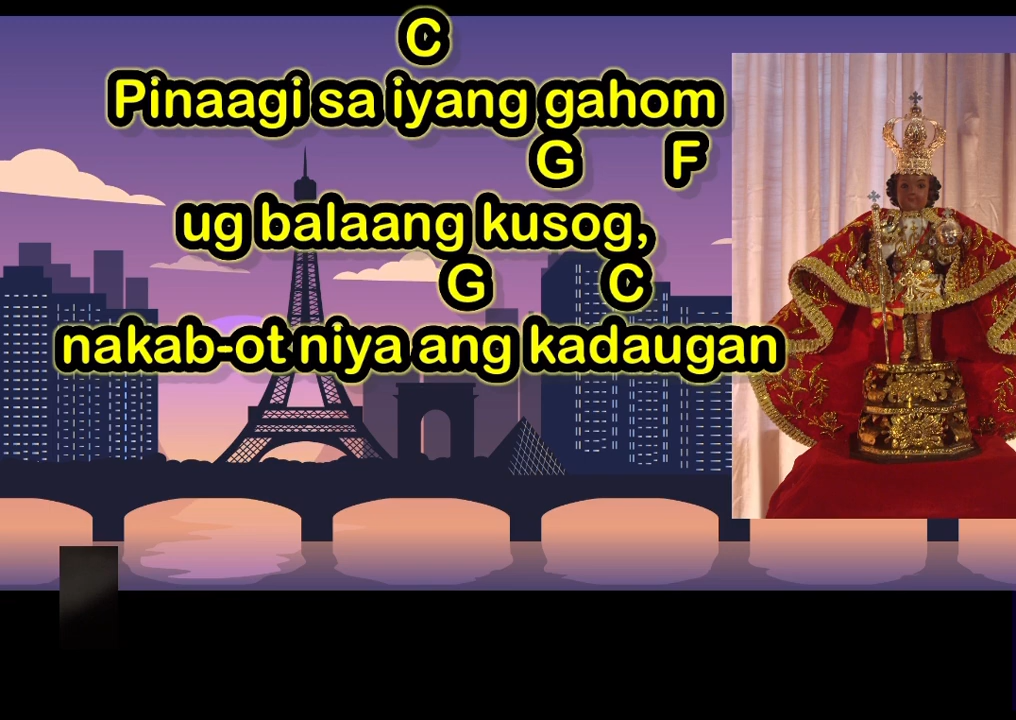 C
Pinaagi sa iyang gahom
G F
ug balaang kusog,
G C
nakab-ot niya ang kadaugan